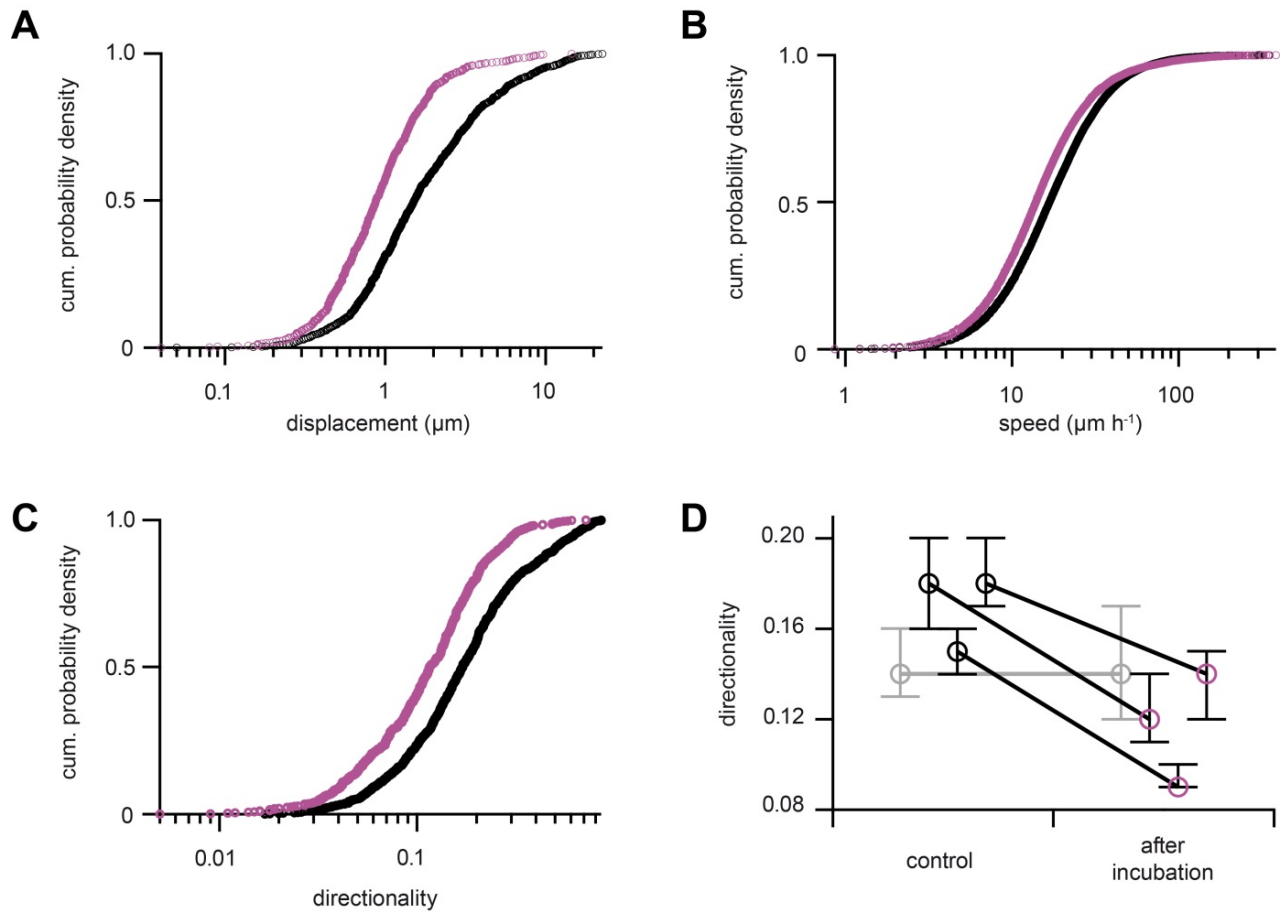 A
cum. probability density
1.0
0.5
0
0.1
1
10
displacement (µm)
B
cum. probability density
1.0
0.5
0
1
10
100
speed (µm h-1)
C
cum. probability density
1.0
0.5
0
0.01
0.1
directionality
D
directionality
0.20
0.16
0.12
0.08
control
after
incubation